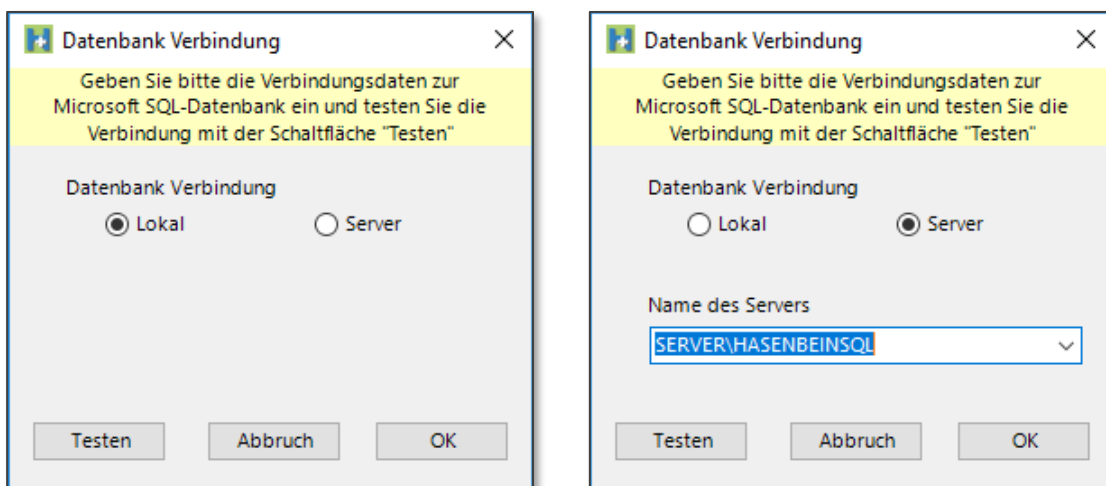 Datenbank Verbindung
Geben Sie bitte die Verbindungsdaten zur
Microsoft SQL-Datenbank ein und testen Sie die
Verbindung mit der Schaltfläche "Testen"
Datenbank Verbindung
Lokal
Server
Testen
Abbruch
OK
Datenbank Verbindung
Geben Sie bitte die Verbindungsdaten zur
Microsoft SQL-Datenbank ein und testen Sie die
Verbindung mit der Schaltfläche "Testen"
Datenbank Verbindung
Lokal
Server
Name des Servers
SERVER\HASENBEINSQL
Testen
Abbruch
OK